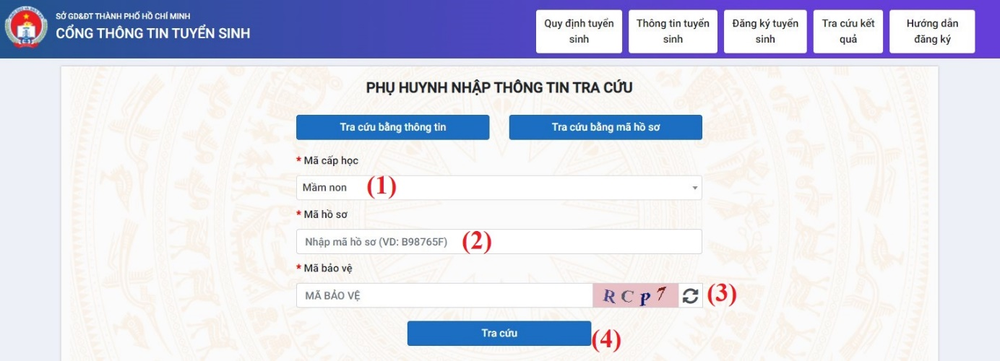 SỞ GD&ĐT THÀNH PHỐ HỒ CHÍ MINH
CỔNG THÔNG TIN TUYỂN SINH
Quy định tuyển
sinh
Thông tin tuyển
sinh
Đăng ký tuyển
sinh
Tra cứu kết
quả
Hướng dẫn
đăng ký
PHỤ HUYNH NHẬP THÔNG TIN TRA CỨU
Tra cứu bằng thông tin
Tra cứu bằng mã hồ sơ
* Mã cấp học
Mầm non (1)
* Mã hồ sơ
Nhập mã hồ sơ (VD: B98765F) (2)
* Mã bảo vệ
MÃ BẢO VỆ RCP7 (3)
Tra cứu (4)